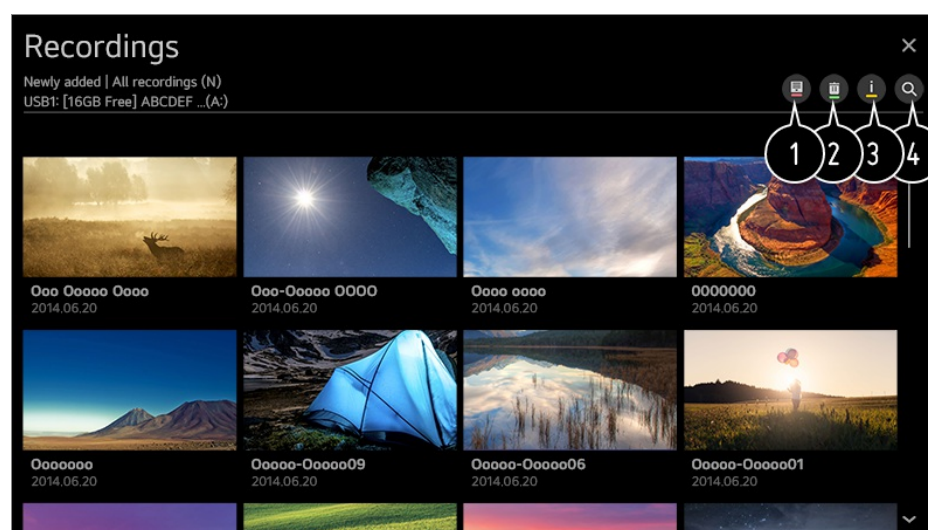 Recordings
Newly added | All recordings (N)
USB1: [16GB Free] ABCDEF ...(A:)
i
1 2 3 4
Ooo Ooooo Oooo
Ooo-Ooooo OOOO
Oooo oooo
OOOOOOO
2014.06.20
2014.06.20
2014.06.20
2014.06.20
Ooooooo
Ooooo-Ooooo09
Ooooo-Ooooo06
Ooooo-Ooooo01
2014.06.20
2014.06.20
2014.06.20
2014.06.20